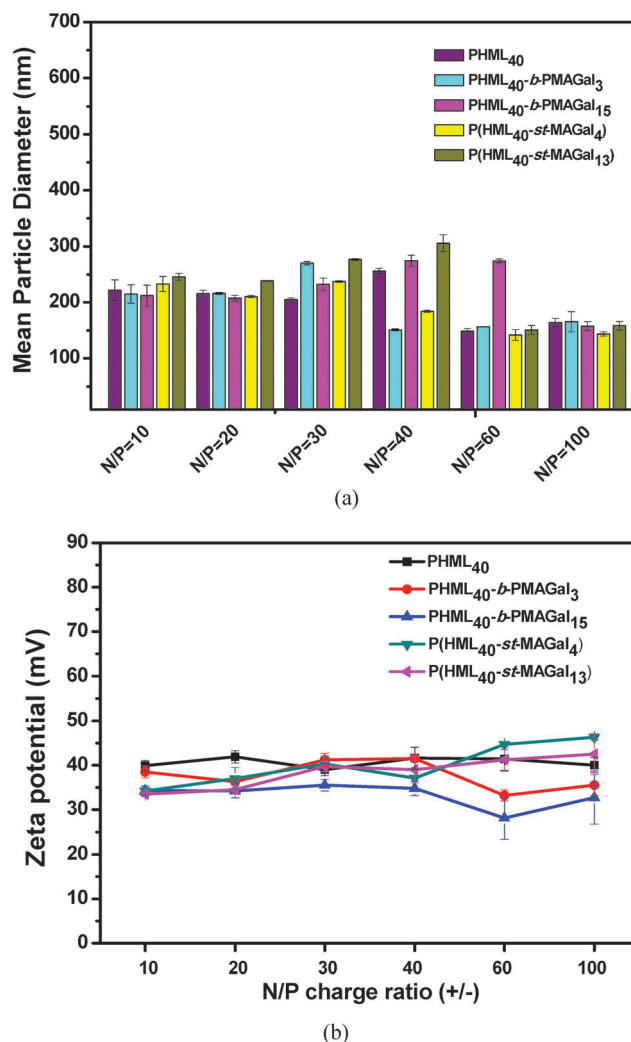 700
600
500
400
300
200
100
Mean Particle Diameter (nm)
PHML40
PHML40-b-PMAGal3
PHML40-b-PMAGal15
P(HML40-st-MAGal4)
P(HML40-st-MAGal13)
N/P=10 N/P=20 N/P=30 N/P=40 N/P=60 N/P=100
(a)
90
80
70
60
50
40
30
20
10
0
Zeta potential (mV)
PHML40
PHML40-b-PMAGal3
PHML40-b-PMAGal15
P(HML40-st-MAGal4)
P(HML40-st-MAGal13)
10 20 30 40 60 100
N/P charge ratio (+/-)
(b)